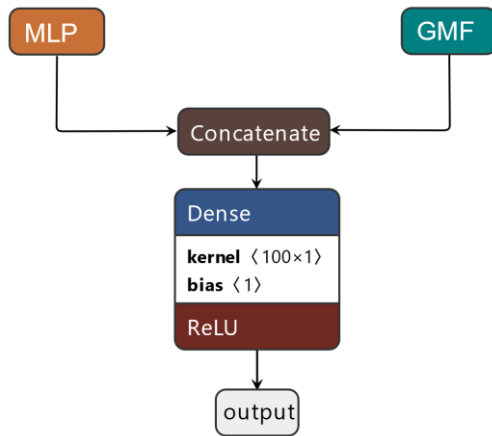 MLP
GMF
Concatenate
Dense
kernel〈100×1〉
bias〈1〉
ReLU
output